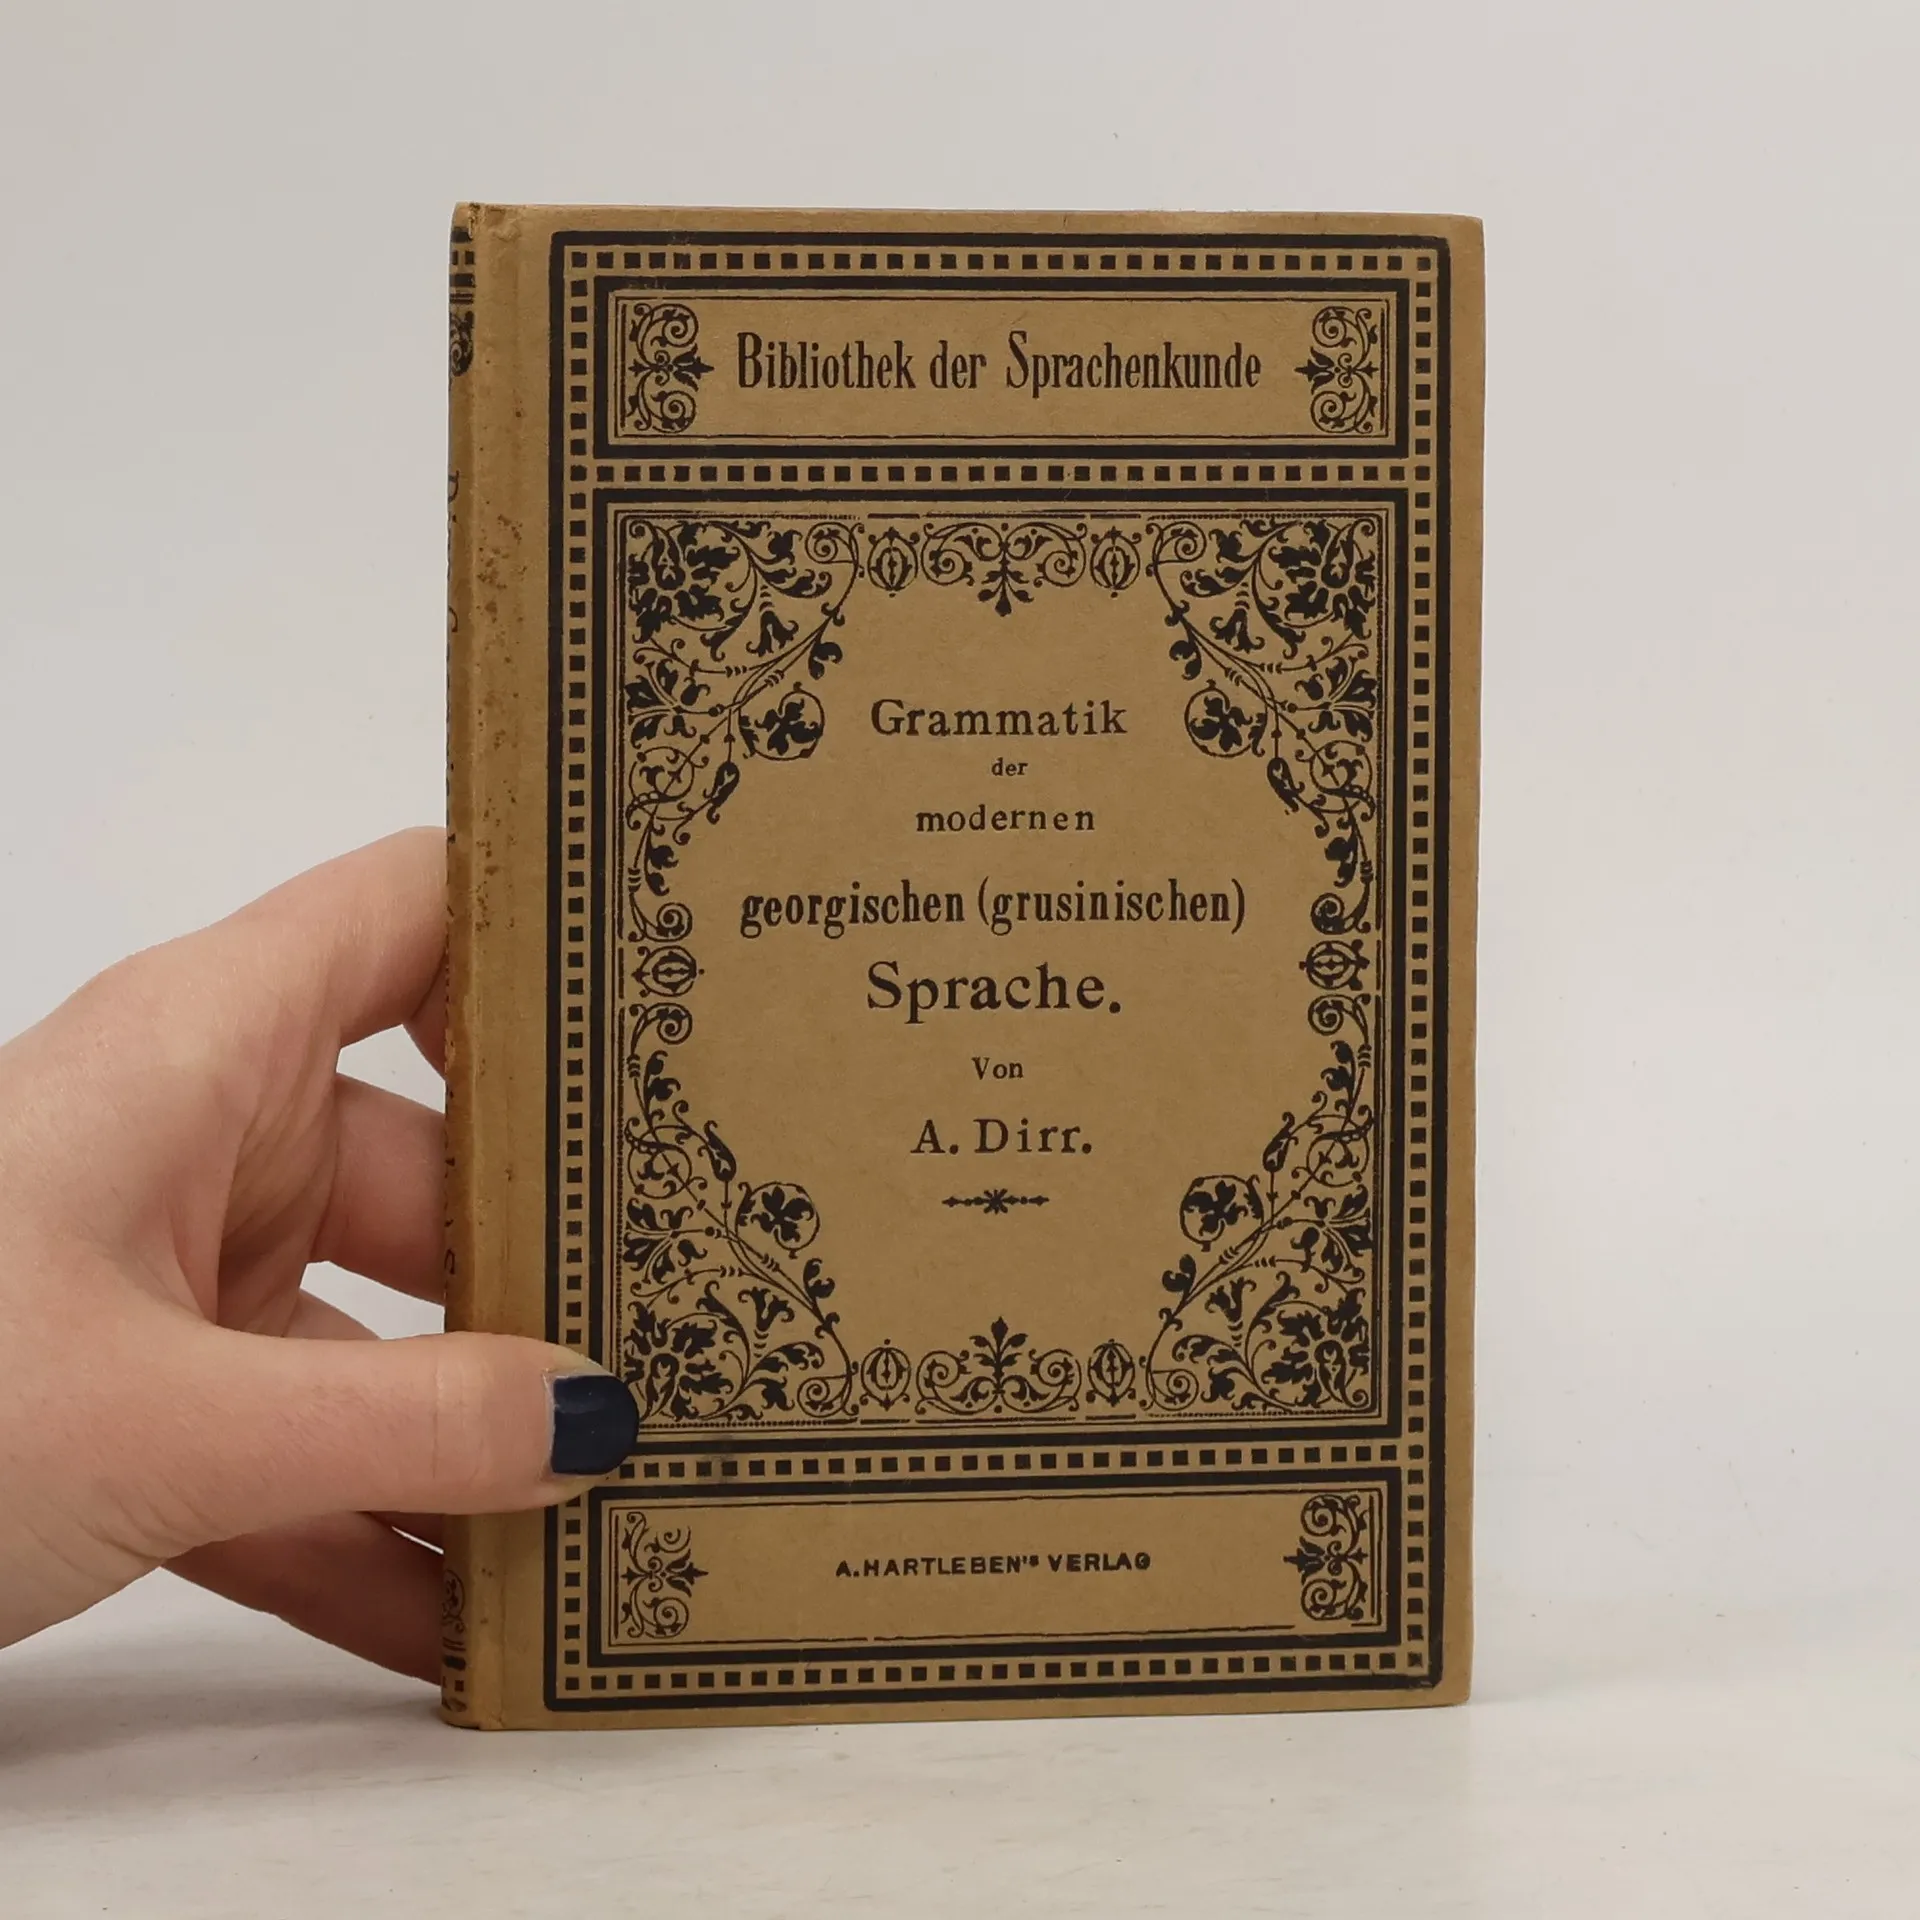 Bibliothek der Sprachenkunde
Grammatik
der
modernen
georgischen (grusinischen)
Sprache.
Von
A. Dirr.
A. HARTLEBEN'S VERLAG